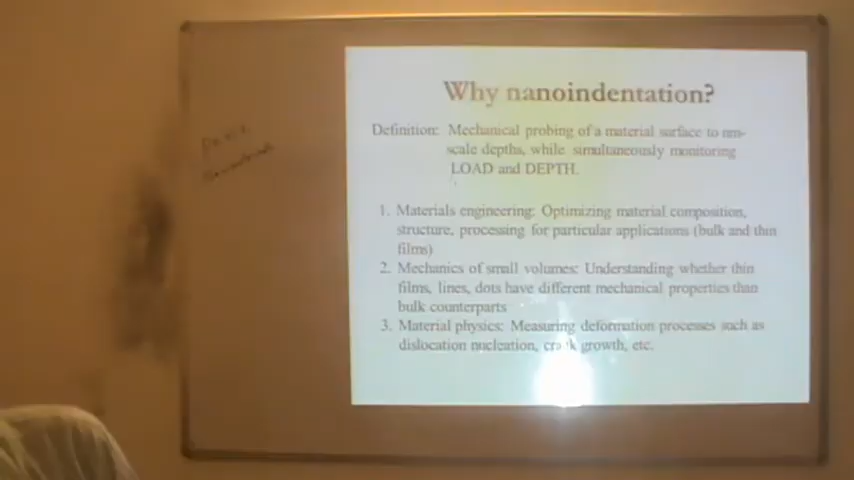 Why nanoindentation?
Definition: Mechanical probing of a material surface to nm-
scale depths, while simultaneously monitoring
LOAD and DEPTH.
1. Materials engineering: Optimizing material composition,
structure, processing for particular applications (bulk and thin
films)
2. Mechanics of small volumes: Understanding whether thin
films, lines, dots have different mechanical properties than
bulk counterparts
3. Material physics: Measuring deformation processes such as
dislocation nucleation, crack growth, etc.